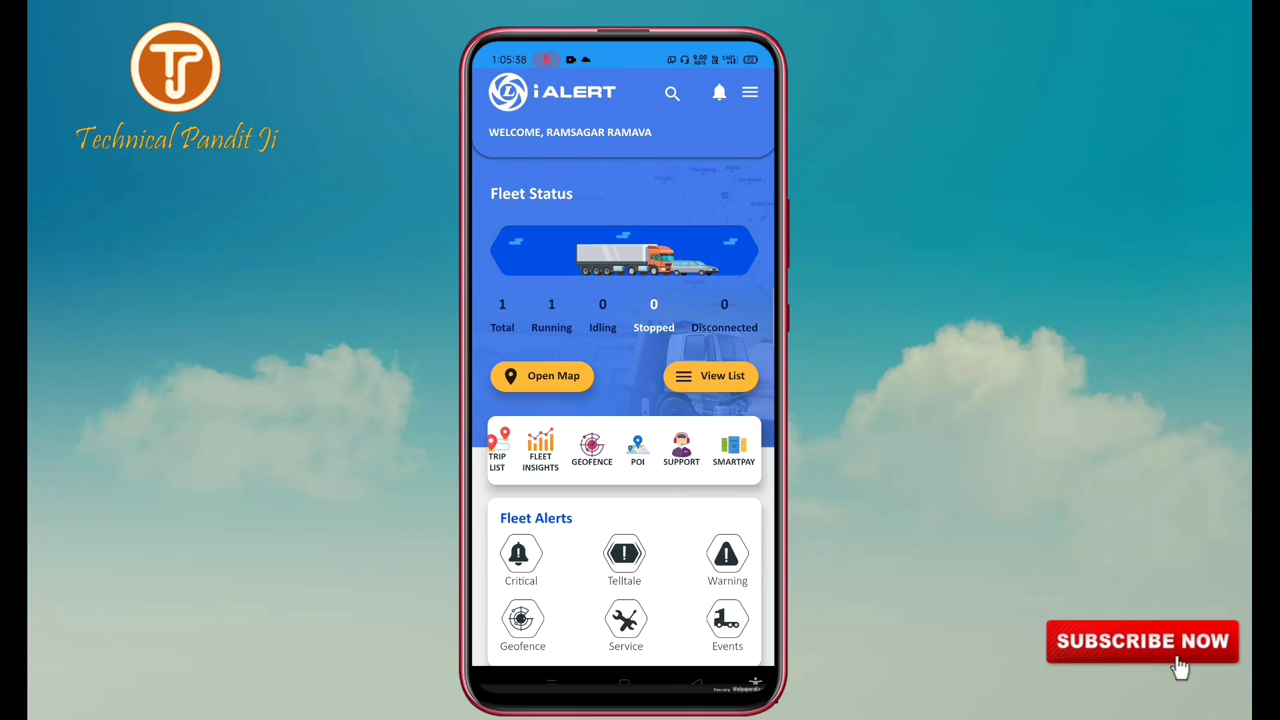 Technical Pandit Ji
1:05:38
i ALERT
WELCOME, RAMSAGAR RAMAVA
Fleet Status
1 1 0 0 0
Total Running Idling Stopped Disconnected
Open Map View List
TRIP LIST
FLEET INSIGHTS
GEOFENCE
POI
SUPPORT
SMARTPAY
Fleet Alerts
Critical Telltale Warning
Geofence Service Events
SUBSCRIBE NOW